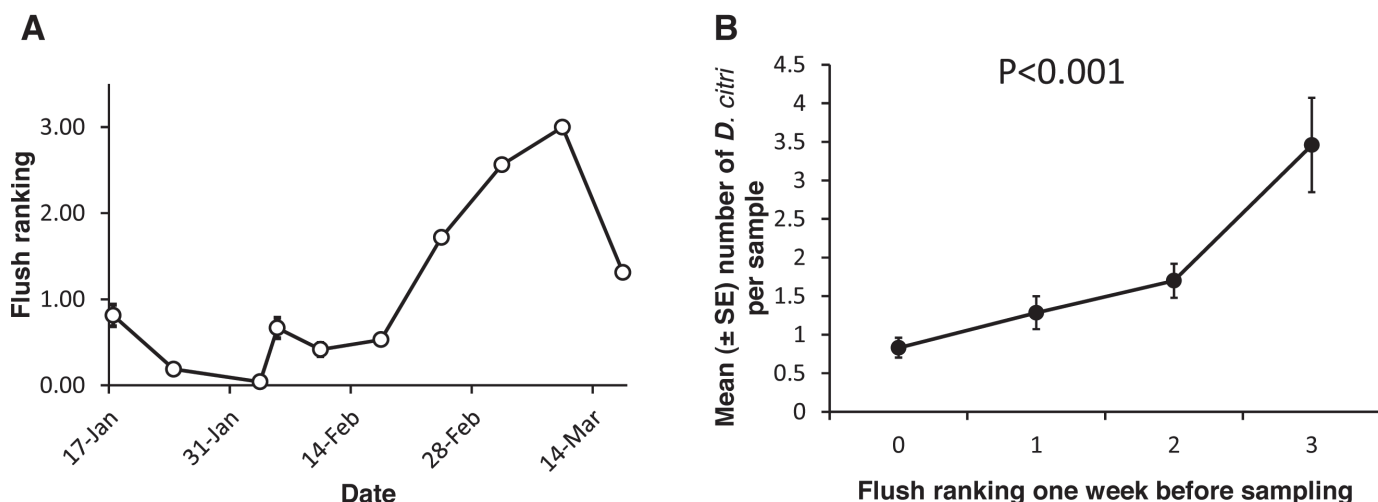 A
Flush ranking
3.00
2.00
1.00
0.00
17-Jan
31-Jan
14-Feb
28-Feb
14-Mar
Date
B
P<0.001
Mean (± SE) number of D. citri
per sample
4.5
4
3.5
3
2.5
2
1.5
1
0.5
0
0
1
2
3
Flush ranking one week before sampling